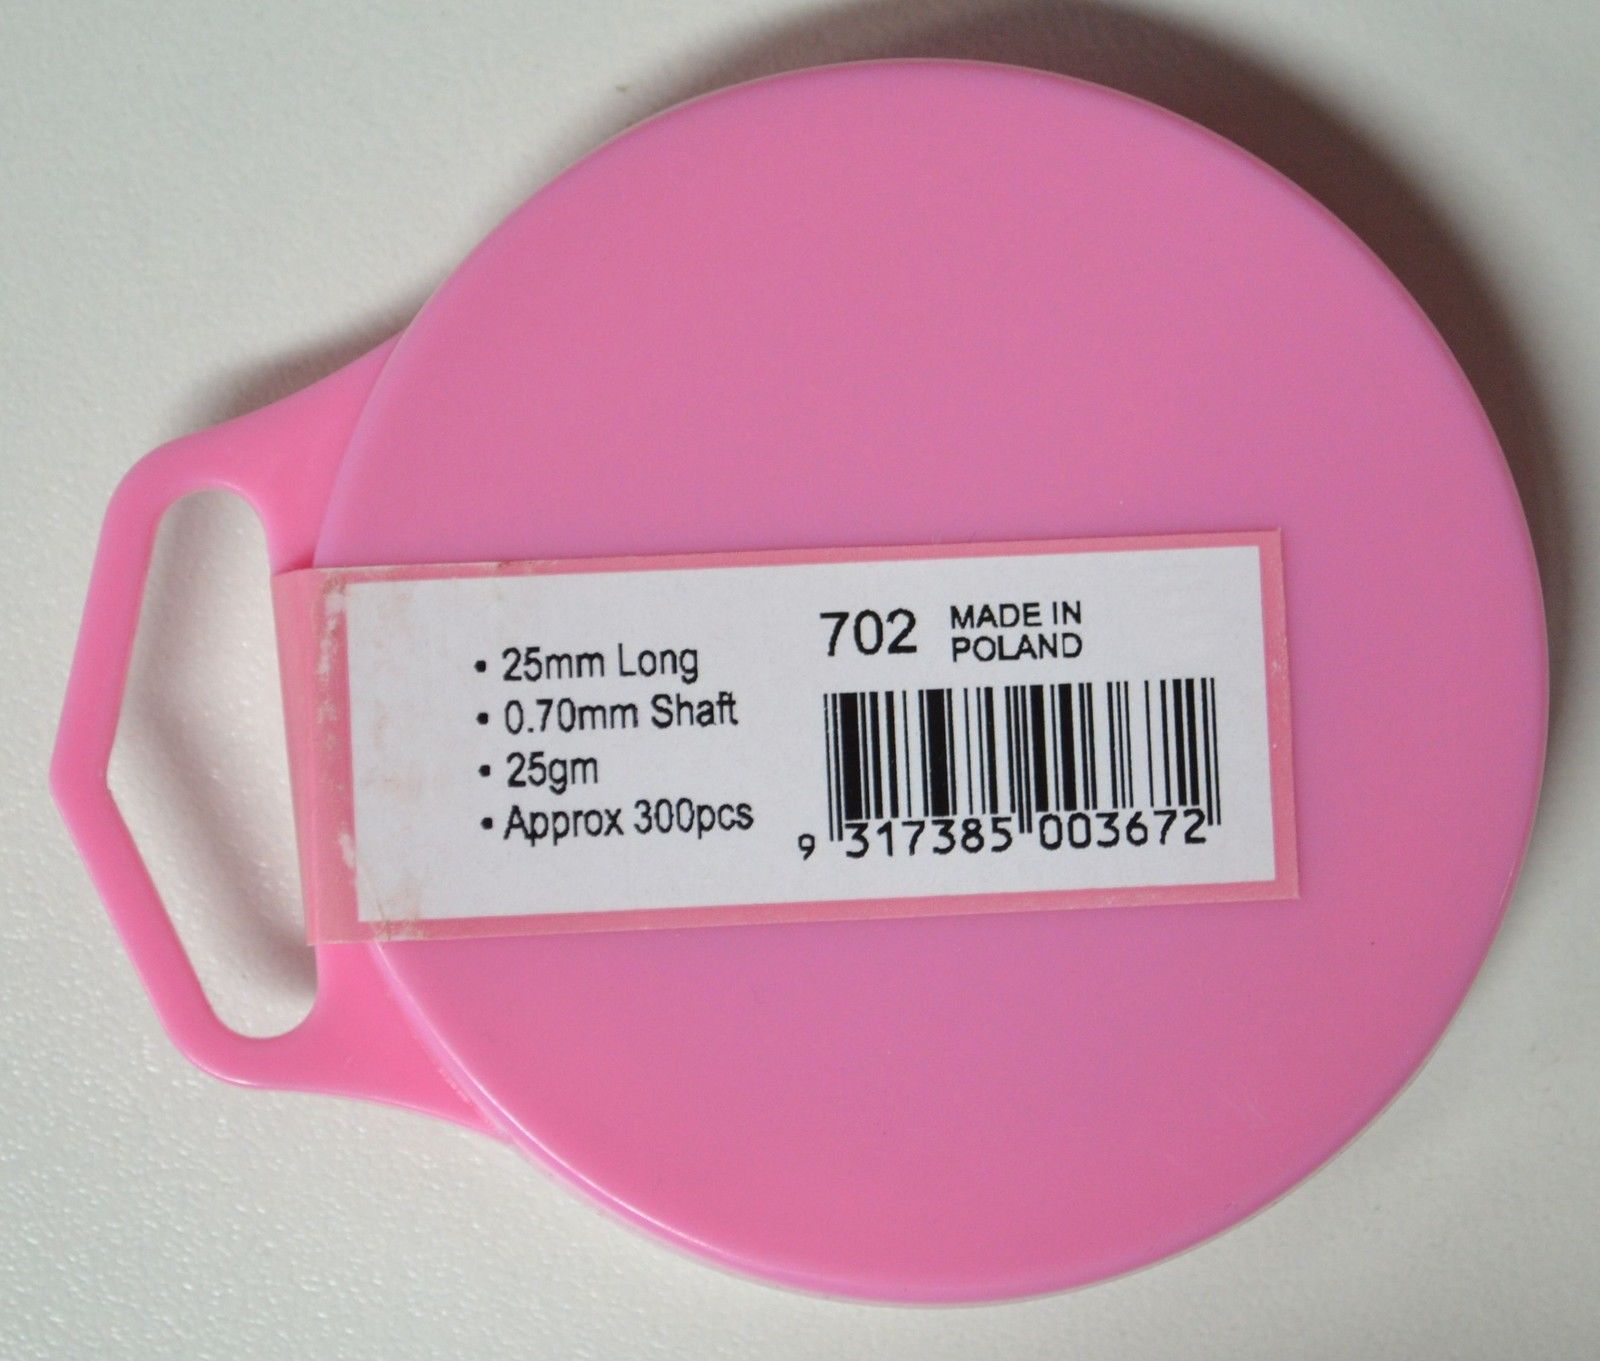 • 25mm Long
• 0.70mm Shaft
• 25gm
• Approx 300pcs
702
MADE IN
POLAND
9 317385 003672